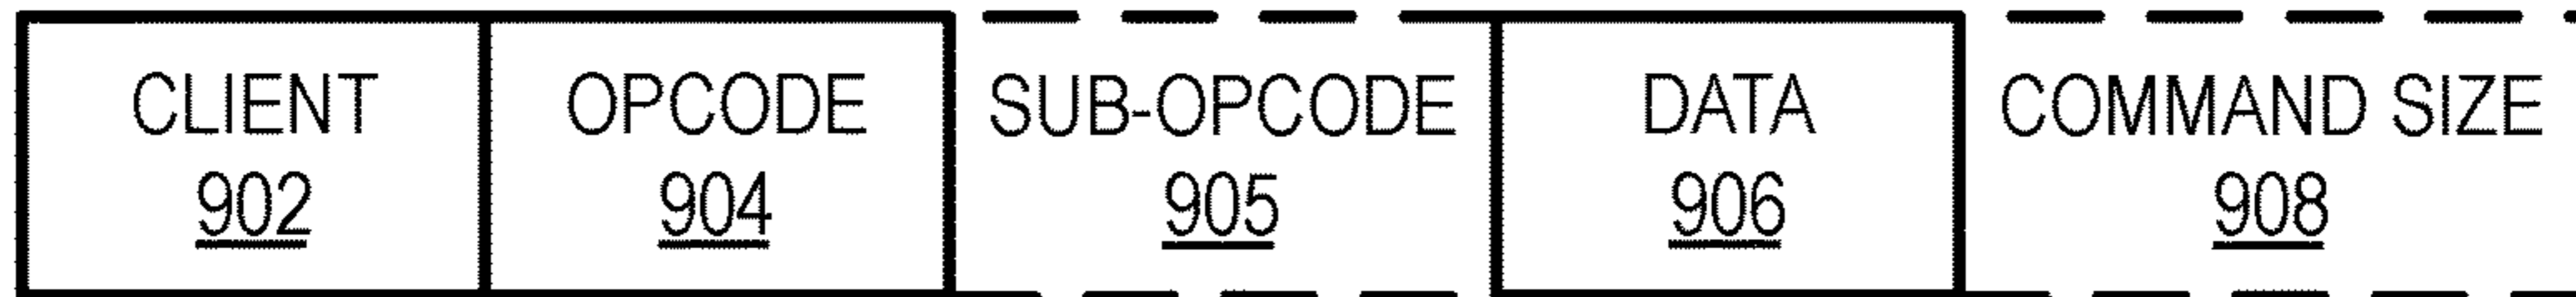 CLIENT OPCODE SUB-OPCODE DATA COMMAND SIZE
902 904 905 906 908